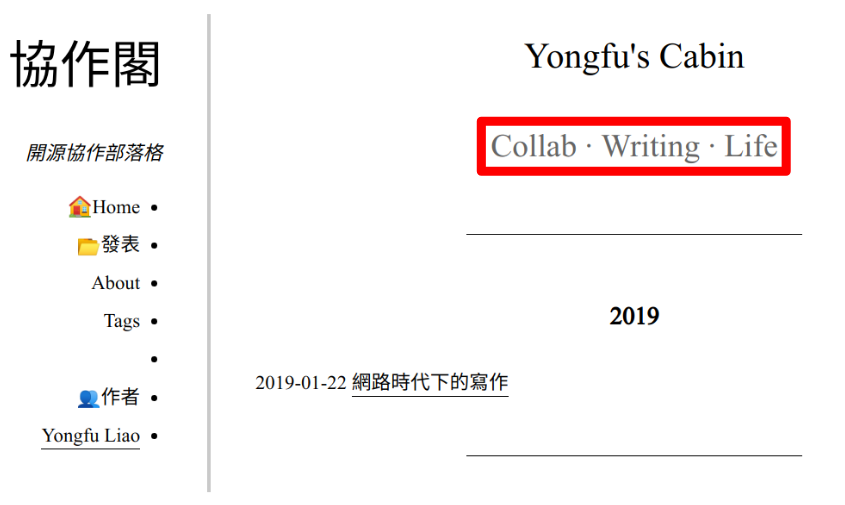 協作閣
開源協作部落格
🏠Home
📁發表
About
Tags
👥作者
Yongfu Liao
Yongfu's Cabin
Collab · Writing · Life
2019
2019-01-22 網路時代下的寫作